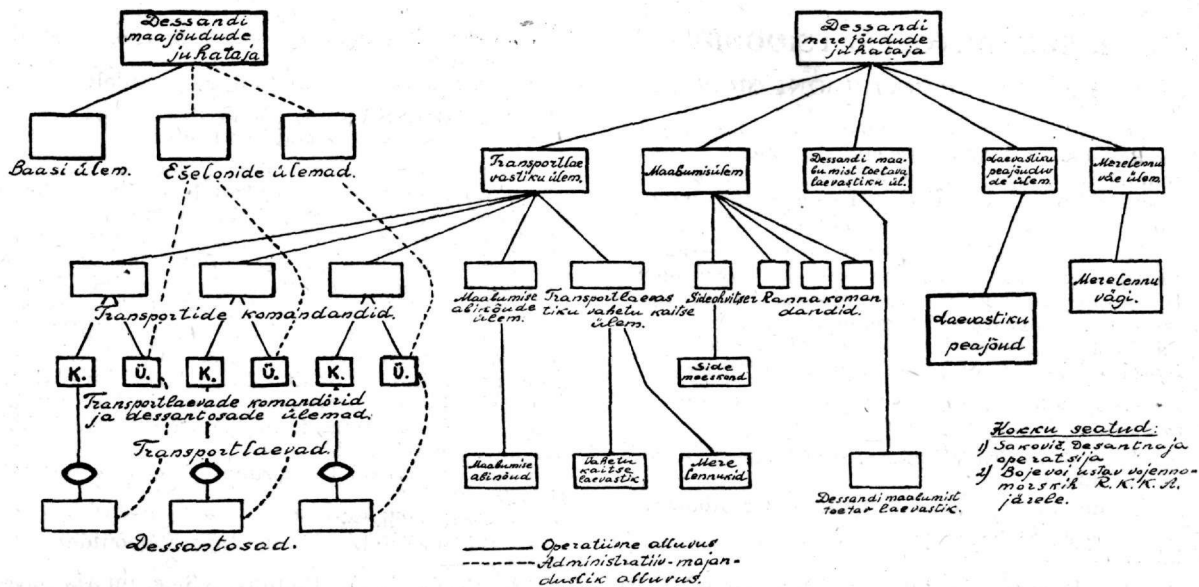 Dessandi
maajõudude
juhataja
Dessandi
merejõudude
juhataja
Baasi ülem.
Ešelonide ülemad.
Transportlae
vastiku ülem.
Maabumisülem
Dessandi maa-
bumist toetava
laevastiku ül.
Laevastiku
peajõudu
de ülem.
Merelennu
väe ülem
Transportide komandandid.
Maabumise
abinõude
ülem.
Transportlaevas
tiku vahetu kaitse
ülem.
Sideohvitser
Rannakoman
dandid.
Merelennu
vägi.
Laevastiku
peajõud
K.
Ü.
K.
Ü.
K.
Ü.
Side
meeskond
Transportlaevade komandörid
ja dessantosade ülemad.
Transportlaevad.
Maabumise
abinõud
Vahetu
kaitse
laevastik.
Mere
lennukid
Dessandi maabumist
toetav laevastik.
Kokku seatud:
1) Sakovič, Desantnaja
operatsija
2) Bojevoi ustav vojenno-
morskih R.K.K.A.
järele.
Dessantosad.
Operatiivne alluvus
Administratiiv-majan-
duslik alluvus.